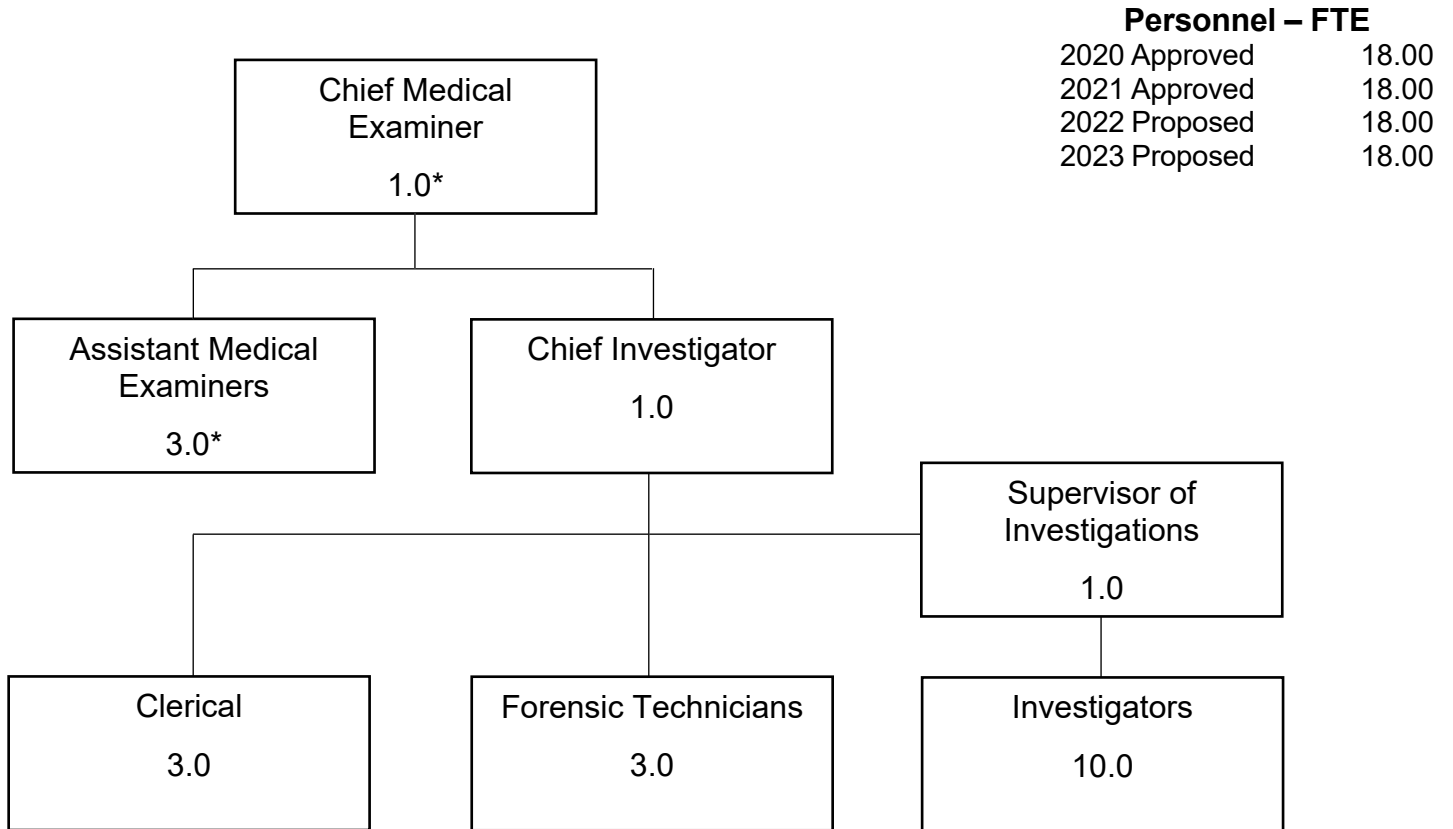 Personnel – FTE
2020 Approved 18.00
2021 Approved 18.00
2022 Proposed 18.00
2023 Proposed 18.00
Chief Medical
Examiner
1.0*
Assistant Medical
Examiners
3.0*
Chief Investigator
1.0
Supervisor of
Investigations
1.0
Clerical
3.0
Forensic Technicians
3.0
Investigators
10.0